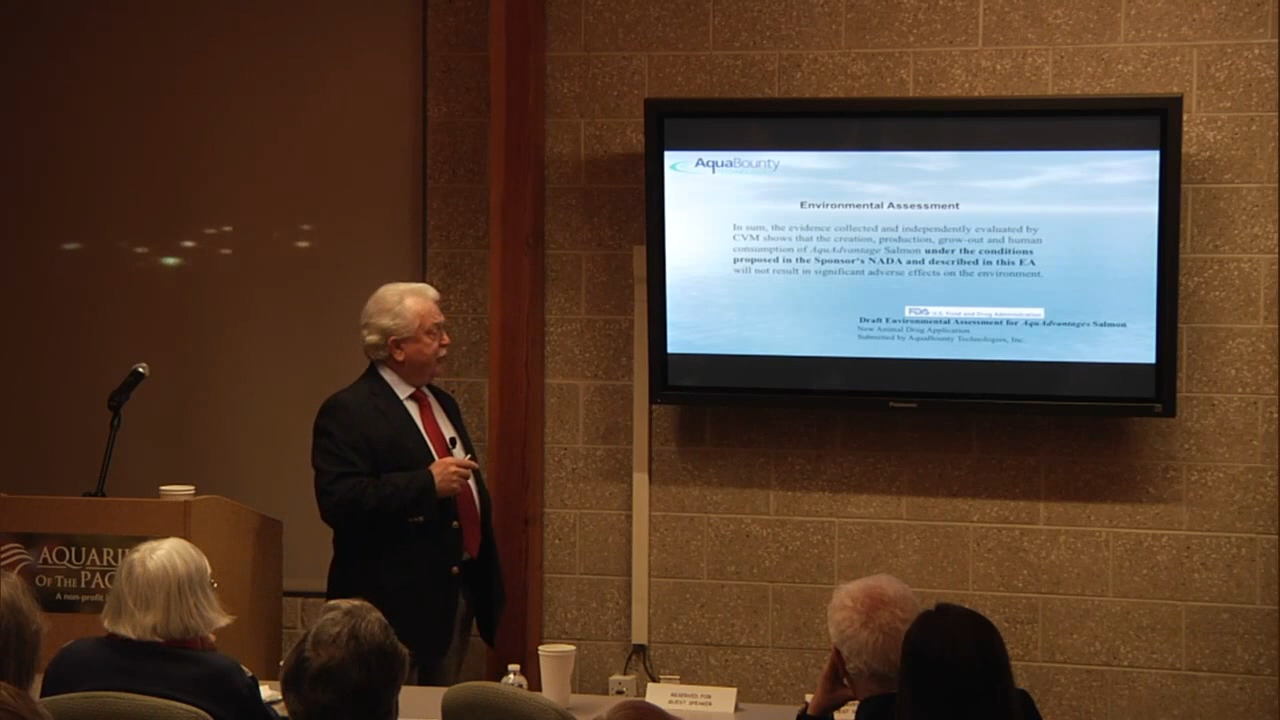 AquaBounty
Environmental Assessment
In sum, the evidence collected and independently evaluated by
CVM shows that the creation, production, grow-out and human
consumption of AquAdvantage Salmon under the conditions
proposed in the Sponsor's NADA and described in this EA
will not result in significant adverse effects on the environment.
FDA U.S. Food and Drug Administration
Draft Environmental Assessment for AquAdvantage® Salmon
New Animal Drug Application
Submitted by AquaBounty Technologies, Inc.
Panasonic
AQUARI
OF THE PAC
A non-profit
RESERVED FOR
GUEST SPEAKER